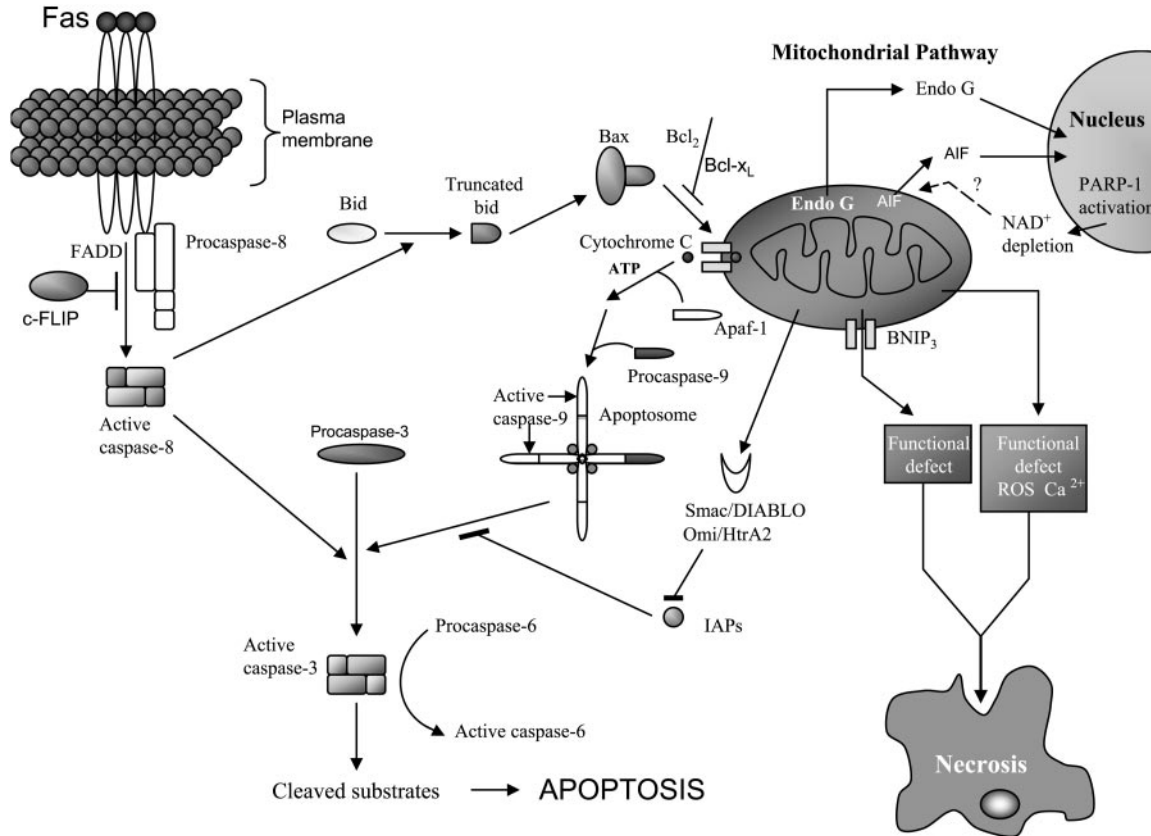 Fas
Mitochondrial Pathway
Plasma
membrane
Endo G
Nucleus
Bax
Bcl₂
Bcl-xL
AIF
?
PARP-1
activation
NAD⁺
depletion
Bid
Truncated
bid
Endo G
AIF
FADD
Procaspase-8
Cytochrome C
ATP
c-FLIP
Apaf-1
BNIP₃
Procaspase-9
Active
caspase-8
Active
caspase-9
Apoptosome
Procaspase-3
Functional
defect
Functional
defect
ROS Ca²⁺
Smac/DIABLO
Omi/HtrA2
IAPs
Procaspase-6
Active
caspase-3
Active caspase-6
Cleaved substrates
APOPTOSIS
Necrosis